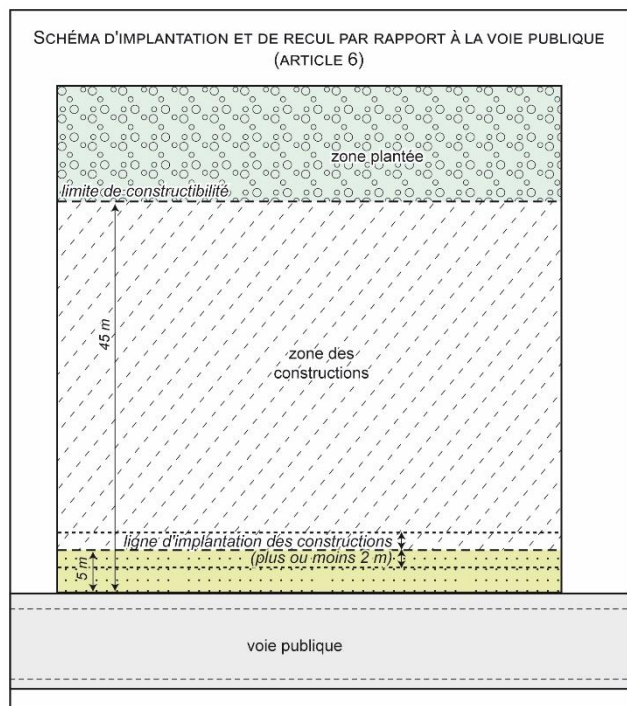 SCHÉMA D'IMPLANTATION ET DE RECUL PAR RAPPORT À LA VOIE PUBLIQUE
(ARTICLE 6)
zone plantée
limite de constructibilité
45 m
zone des
constructions
ligne d'implantation des constructions
(plus ou moins 2 m)
5 m
voie publique